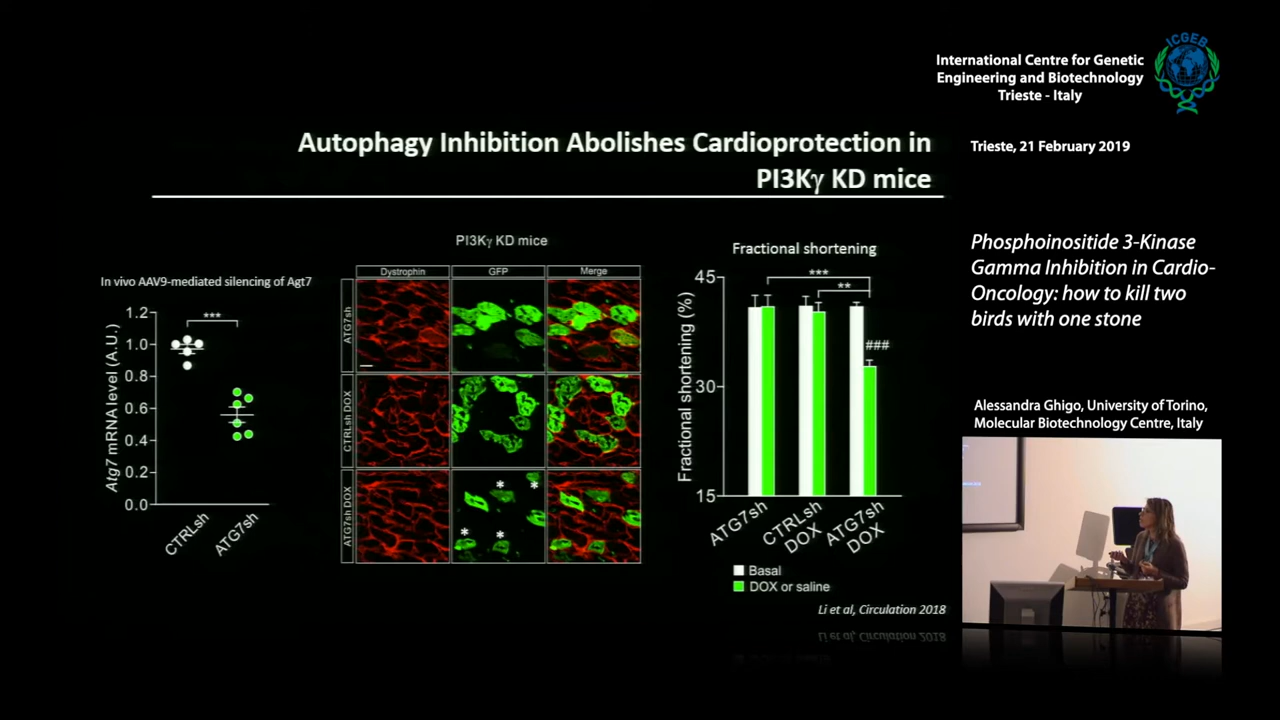 ICGEB
International Centre for Genetic
Engineering and Biotechnology
Trieste - Italy
Trieste, 21 February 2019
Phosphoinositide 3-Kinase
Gamma Inhibition in Cardio-
Oncology: how to kill two
birds with one stone
Alessandra Ghigo, University of Torino,
Molecular Biotechnology Centre, Italy
Autophagy Inhibition Abolishes Cardioprotection in
PI3Kγ KD mice
In vivo AAV9-mediated silencing of Agt7
Atg7 mRNA level (A.U.)
1.2
1.0
0.8
0.6
0.4
0.2
0.0
***
CTRLsh
ATG7sh
PI3Kγ KD mice
Dystrophin
GFP
Merge
ATG7sh
CTRLsh DOX
ATG7sh DOX
* *
* *
Fractional shortening
Fractional shortening (%)
45
30
15
***
**
###
ATG7sh
CTRLsh
DOX
ATG7sh
DOX
Basal
DOX or saline
Li et al, Circulation 2018